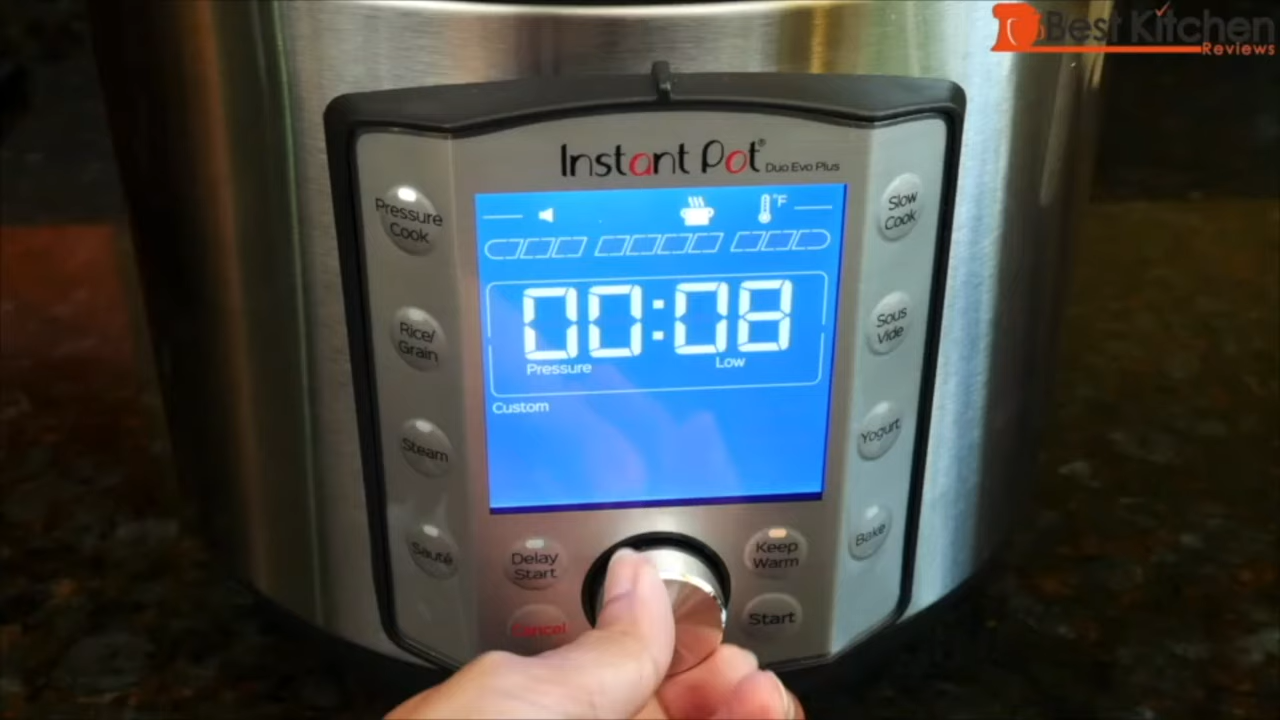 Best Kitchen
Reviews
Instant Pot® Duo Evo Plus
°F
00:08
Pressure Low
Custom
Pressure
Cook
Rice/
Grain
Steam
Sauté
Delay
Start
Cancel
Keep
Warm
Start
Slow
Cook
Sous
Vide
Yogurt
Bake